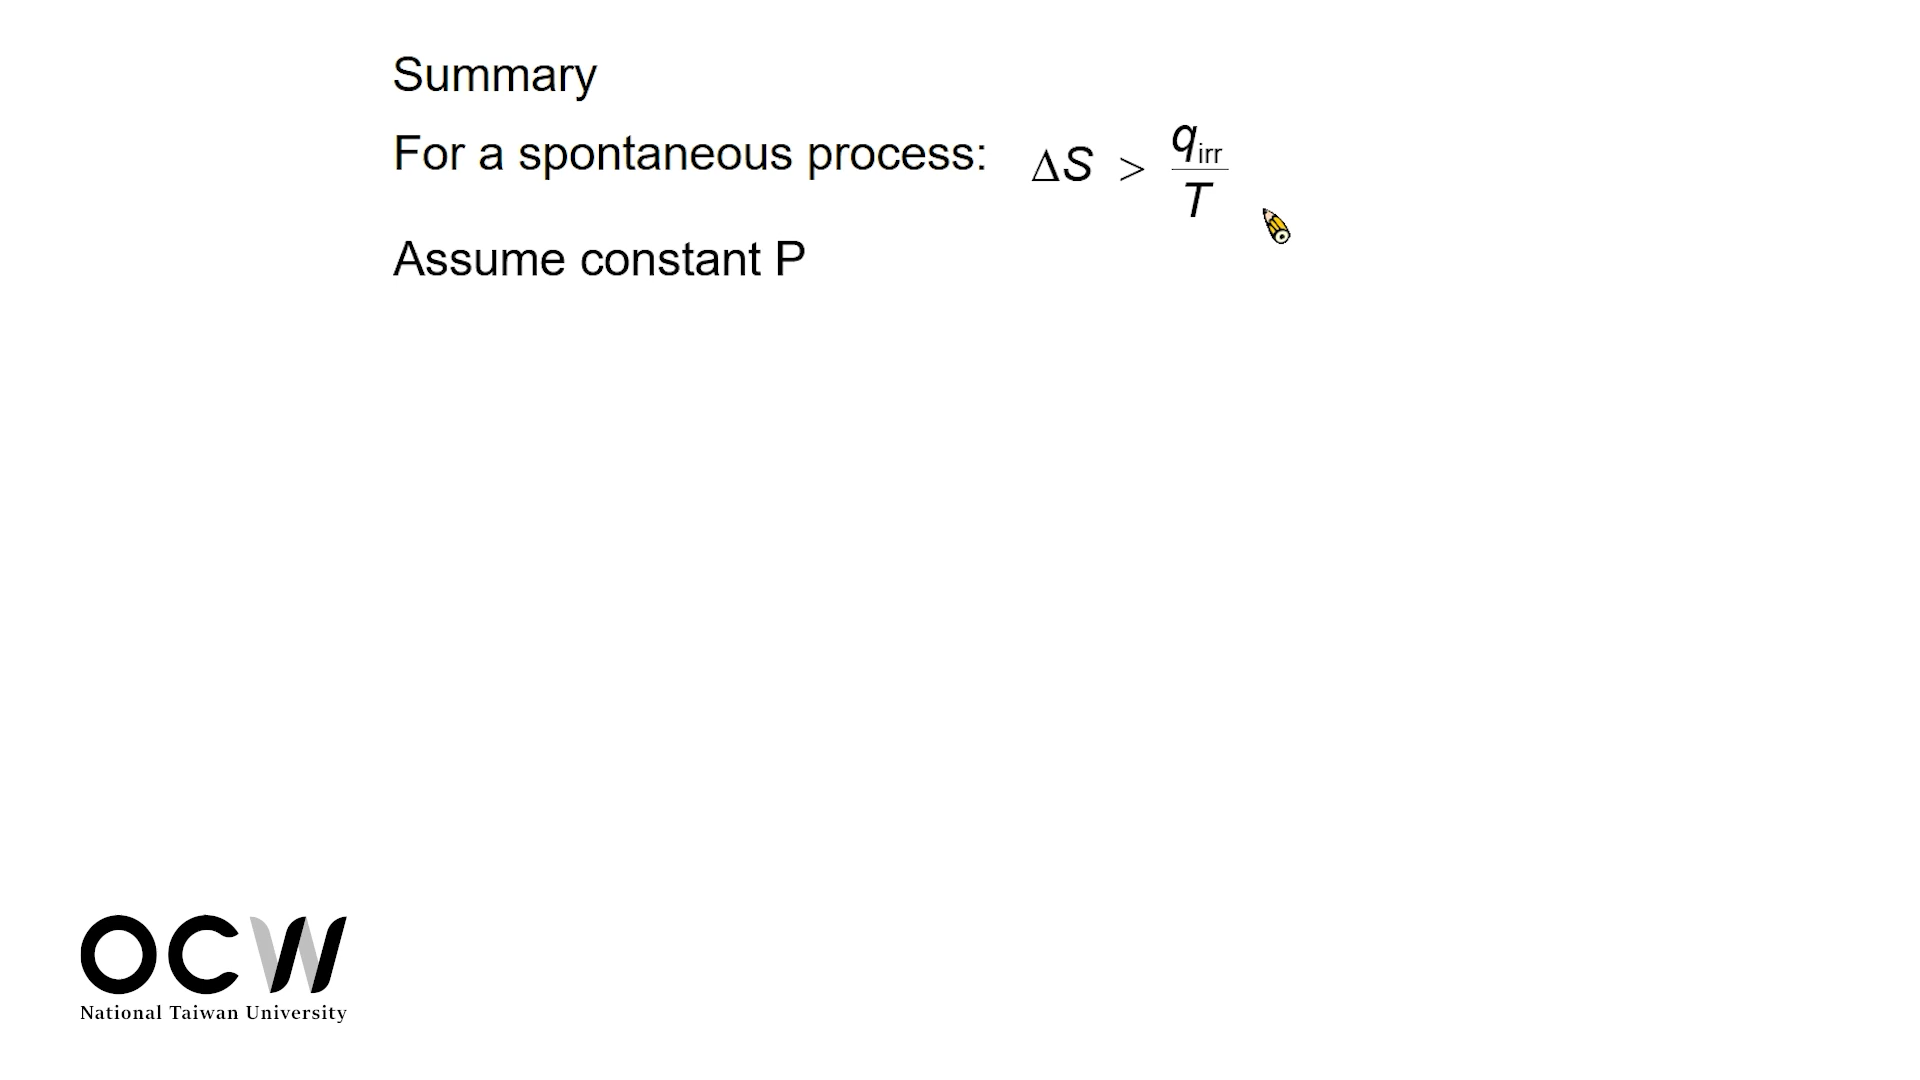 Summary
For a spontaneous process: ΔS > q_irr / T
Assume constant P
OCW
National Taiwan University